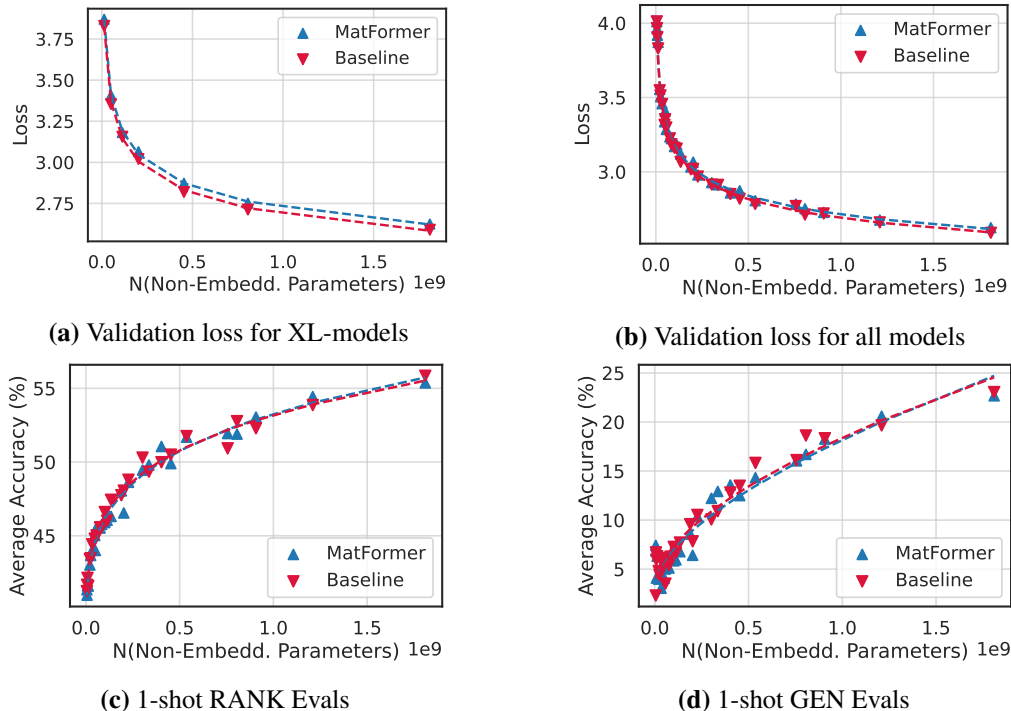 3.75
3.50
3.25
3.00
2.75
Loss
MatFormer
Baseline
0.0 0.5 1.0 1.5
N(Non-Embedd. Parameters) 1e9
(a) Validation loss for XL-models
4.0
3.5
3.0
Loss
MatFormer
Baseline
0.0 0.5 1.0 1.5
N(Non-Embedd. Parameters) 1e9
(b) Validation loss for all models
55
50
45
Average Accuracy (%)
MatFormer
Baseline
0.0 0.5 1.0 1.5
N(Non-Embedd. Parameters) 1e9
(c) 1-shot RANK Evals
25
20
15
10
5
Average Accuracy (%)
MatFormer
Baseline
0.0 0.5 1.0 1.5
N(Non-Embedd. Parameters) 1e9
(d) 1-shot GEN Evals